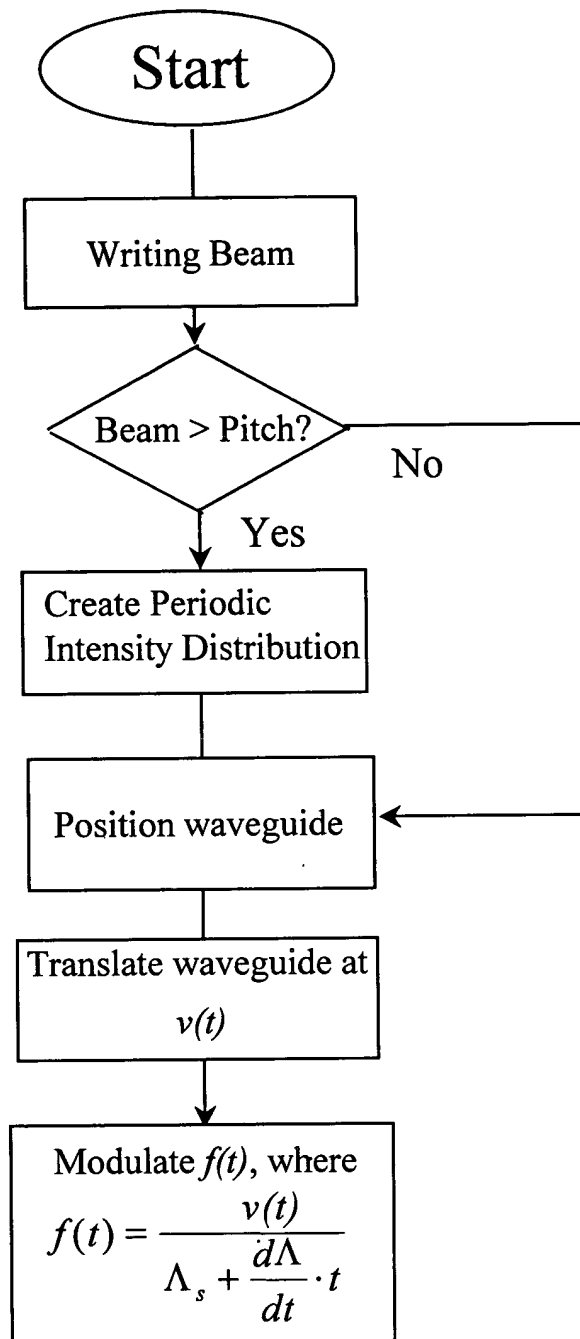 Start
Writing Beam
Beam > Pitch?
No
Yes
Create Periodic
Intensity Distribution
Position waveguide
Translate waveguide at
v(t)
Modulate f(t), where
f(t) = v(t) / (Λs + dΛ/dt · t)